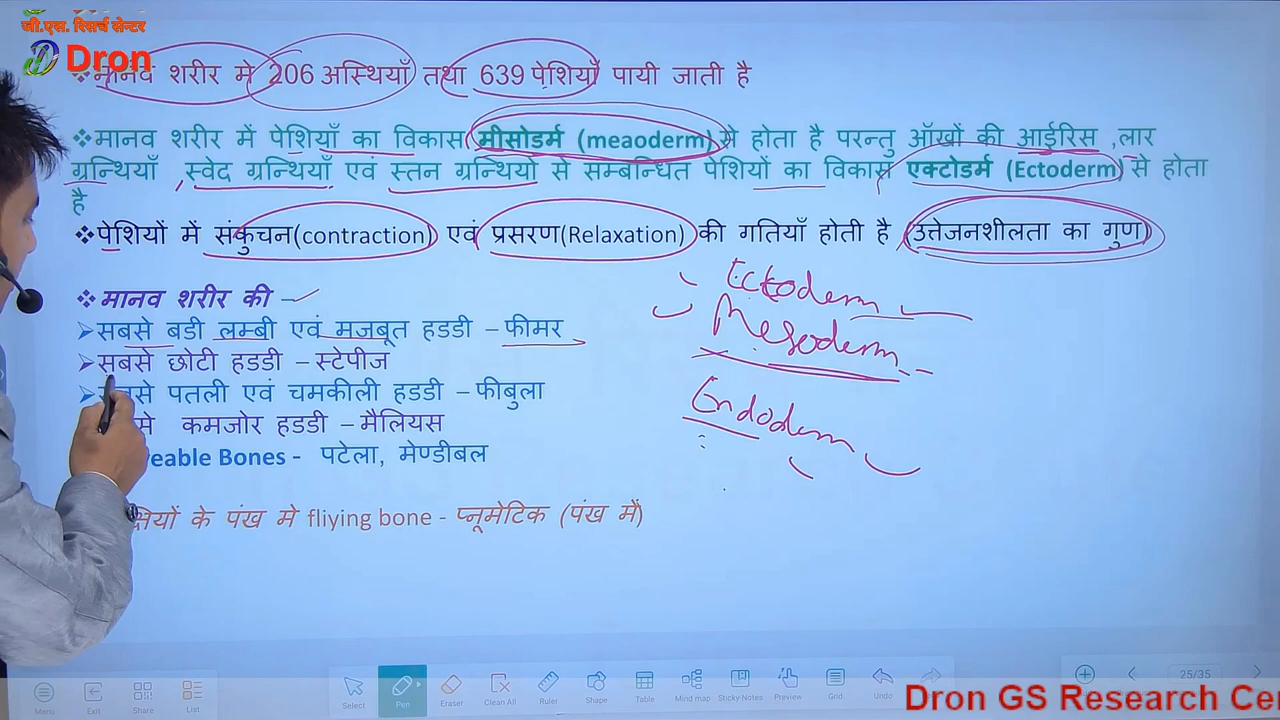 जी.एस. रिसर्च सेन्टर
Dron
❖मानव शरीर मे 206 अस्थियाँ तथा 639 पेशियाँ पायी जाती है
❖मानव शरीर में पेशियाँ का विकास मीसोडर्म (meaoderm) से होता है परन्तु ऑखों की आईरिस ,लार
ग्रन्थियाँ ,स्वेद ग्रन्थियाँ एवं स्तन ग्रन्थियो से सम्बन्धित पेशियों का विकास एक्टोडर्म (Ectoderm) से होता
है
❖पेशियों में संकुचन(contraction) एवं प्रसरण(Relaxation) की गतियाँ होती है (उत्तेजनशीलता का गुण)
Ectoderm
❖मानव शरीर की –
Mesoderm
➢सबसे बडी लम्बी एवं मजबूत हडडी – फीमर
➢सबसे छोटी हडडी – स्टेपीज
➢सबसे पतली एवं चमकीली हडडी – फीबुला
Endoderm
से कमजोर हडडी – मैलियस
eable Bones - पटेला, मेण्डीबल
क्षियों के पंख मे fliying bone - प्नूमेटिक (पंख में)
Menu Exit Share List Select Pen Eraser Clean All Ruler Shape Table Mind map Sticky-Notes Preview Grid Undo 25/35
Dron GS Research Cer